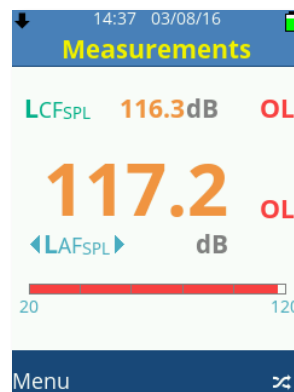 14:37 03/08/16
Measurements
LCFSPL 116.3dB OL
117.2 OL
LAFSPL dB
20 120
Menu